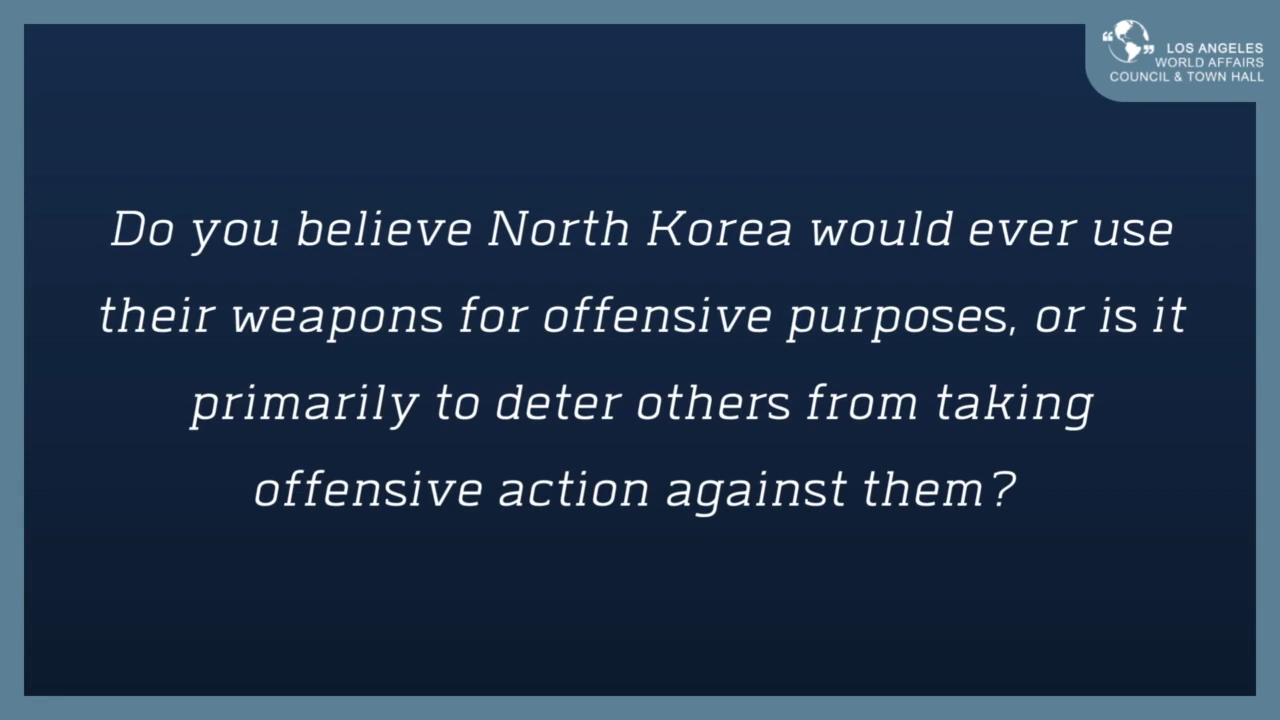 LOS ANGELES
WORLD AFFAIRS
COUNCIL & TOWN HALL
Do you believe North Korea would ever use
their weapons for offensive purposes, or is it
primarily to deter others from taking
offensive action against them?